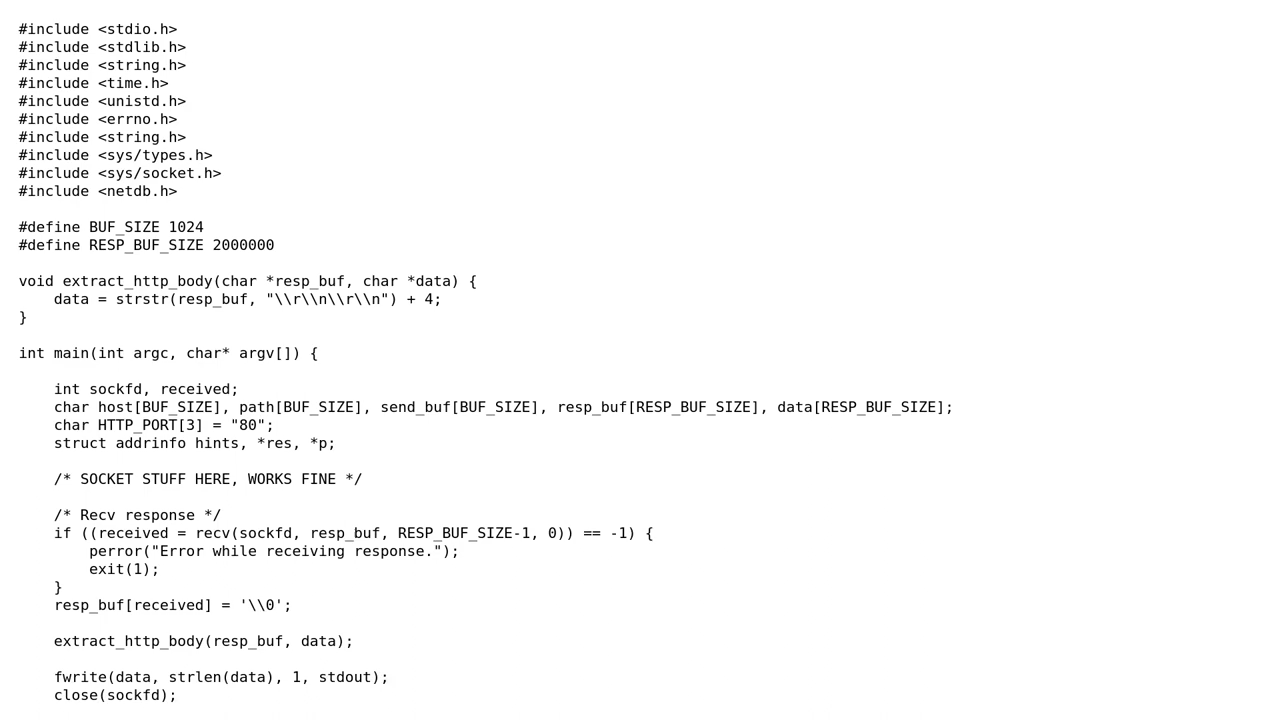 #include <stdio.h>
#include <stdlib.h>
#include <string.h>
#include <time.h>
#include <unistd.h>
#include <errno.h>
#include <string.h>
#include <sys/types.h>
#include <sys/socket.h>
#include <netdb.h>

#define BUF_SIZE 1024
#define RESP_BUF_SIZE 2000000

void extract_http_body(char *resp_buf, char *data) {
    data = strstr(resp_buf, "\\r\\n\\r\\n") + 4;
}

int main(int argc, char* argv[]) {

    int sockfd, received;
    char host[BUF_SIZE], path[BUF_SIZE], send_buf[BUF_SIZE], resp_buf[RESP_BUF_SIZE], data[RESP_BUF_SIZE];
    char HTTP_PORT[3] = "80";
    struct addrinfo hints, *res, *p;

    /* SOCKET STUFF HERE, WORKS FINE */

    /* Recv response */
    if ((received = recv(sockfd, resp_buf, RESP_BUF_SIZE-1, 0)) == -1) {
        perror("Error while receiving response.");
        exit(1);
    }
    resp_buf[received] = '\\0';

    extract_http_body(resp_buf, data);

    fwrite(data, strlen(data), 1, stdout);
    close(sockfd);